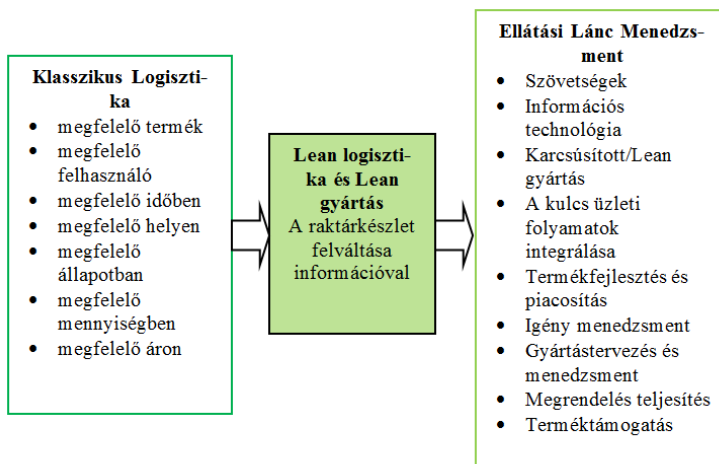 Klasszikus Logiszti-
ka
• megfelelő termék
• megfelelő
felhasználó
• megfelelő időben
• megfelelő helyen
• megfelelő
állapotban
• megfelelő
mennyiségben
• megfelelő áron
Lean logiszti-
ka és Lean
gyártás
A raktárkészlet
felváltása
információval
Ellátási Lánc Menedzs-
ment
• Szövetségek
• Információs
technológia
• Karcsúsított/Lean
gyártás
• A kulcs üzleti
folyamatok
integrálása
• Termékfejlesztés és
piacosítás
• Igény menedzsment
• Gyártástervezés és
menedzsment
• Megrendelés teljesítés
• Terméktámogatás